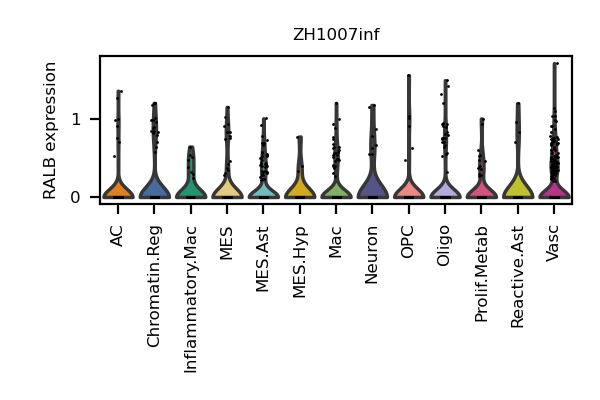 ZH1007inf
RALB expression
1
0
AC
Chromatin.Reg
Inflammatory.Mac
MES
MES.Ast
MES.Hyp
Mac
Neuron
OPC
Oligo
Prolif.Metab
Reactive.Ast
Vasc